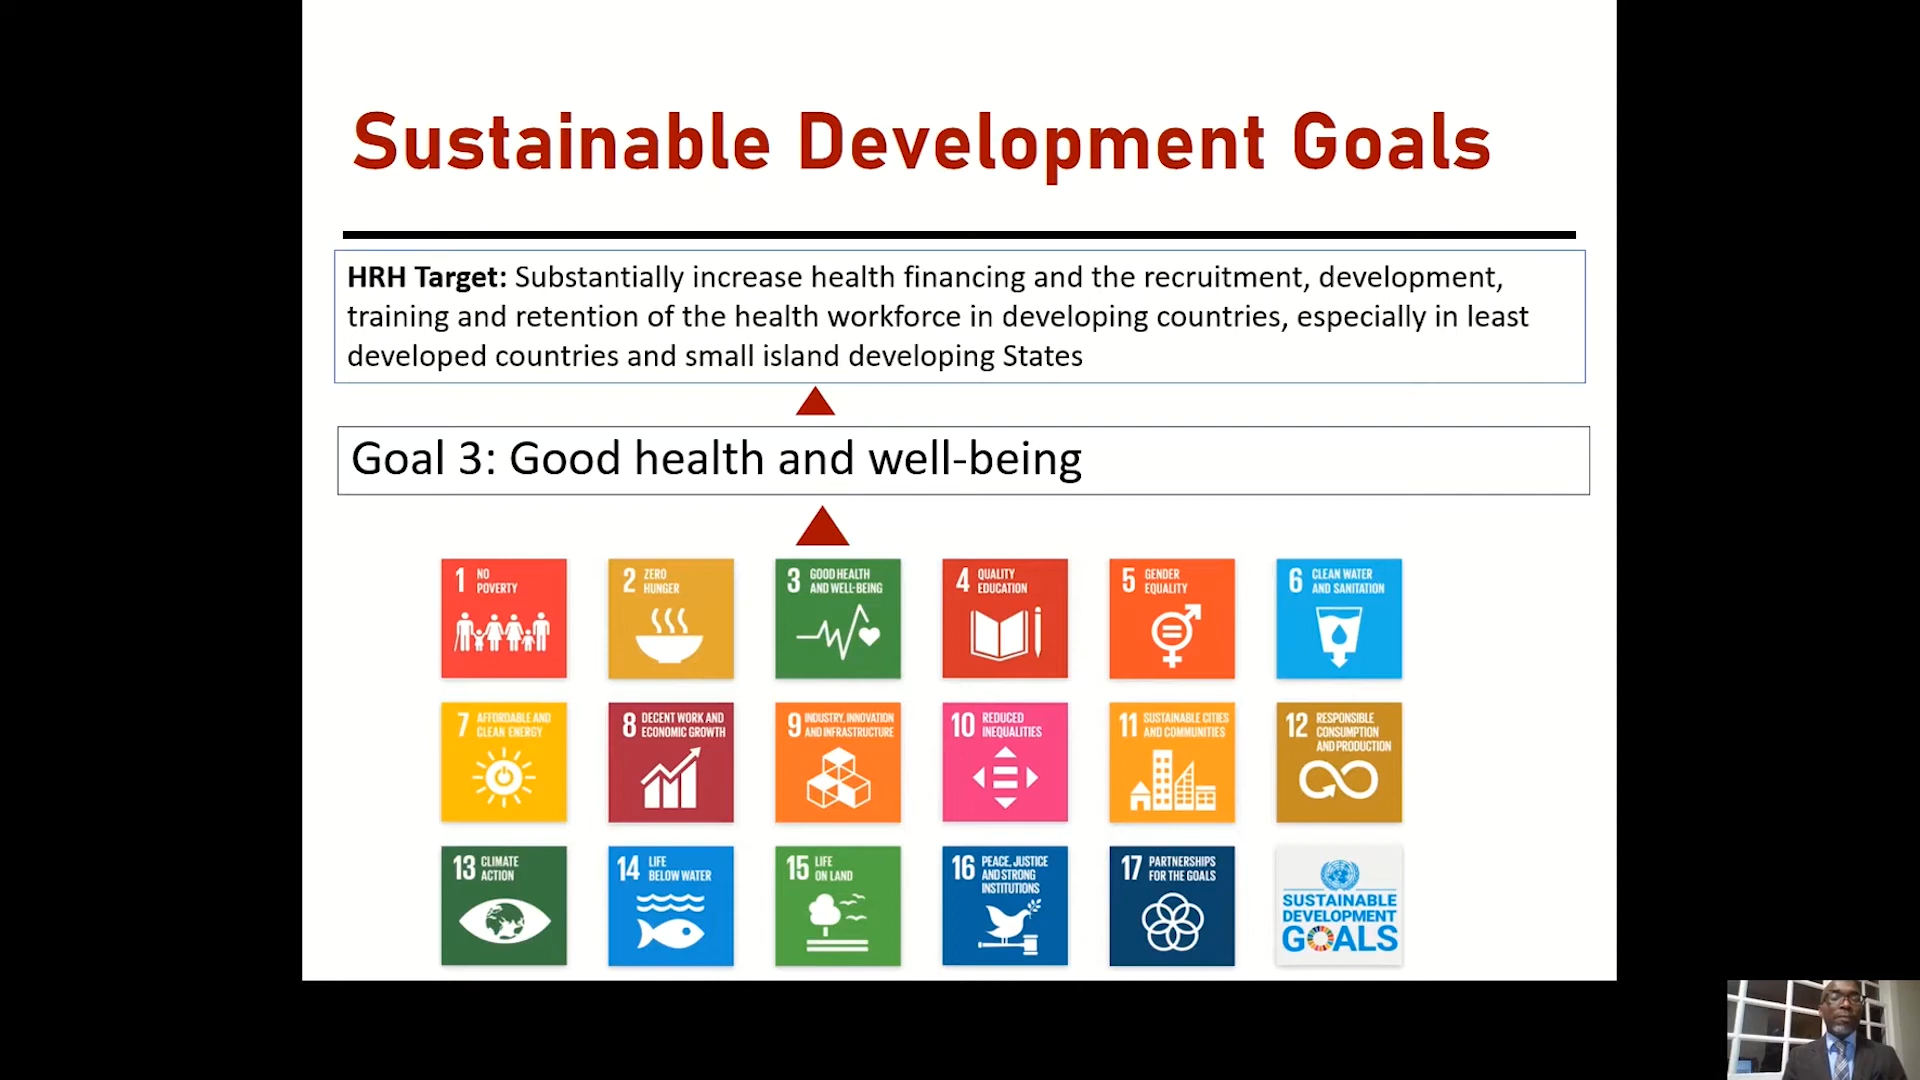 Sustainable Development Goals
HRH Target: Substantially increase health financing and the recruitment, development,
training and retention of the health workforce in developing countries, especially in least
developed countries and small island developing States
Goal 3: Good health and well-being
1 NO
POVERTY
2 ZERO
HUNGER
3 GOOD HEALTH
AND WELL-BEING
4 QUALITY
EDUCATION
5 GENDER
EQUALITY
6 CLEAN WATER
AND SANITATION
7 AFFORDABLE AND
CLEAN ENERGY
8 DECENT WORK AND
ECONOMIC GROWTH
9 INDUSTRY, INNOVATION
AND INFRASTRUCTURE
10 REDUCED
INEQUALITIES
11 SUSTAINABLE CITIES
AND COMMUNITIES
12 RESPONSIBLE
CONSUMPTION
AND PRODUCTION
13 CLIMATE
ACTION
14 LIFE
BELOW WATER
15 LIFE
ON LAND
16 PEACE, JUSTICE
AND STRONG
INSTITUTIONS
17 PARTNERSHIPS
FOR THE GOALS
SUSTAINABLE
DEVELOPMENT
GOALS